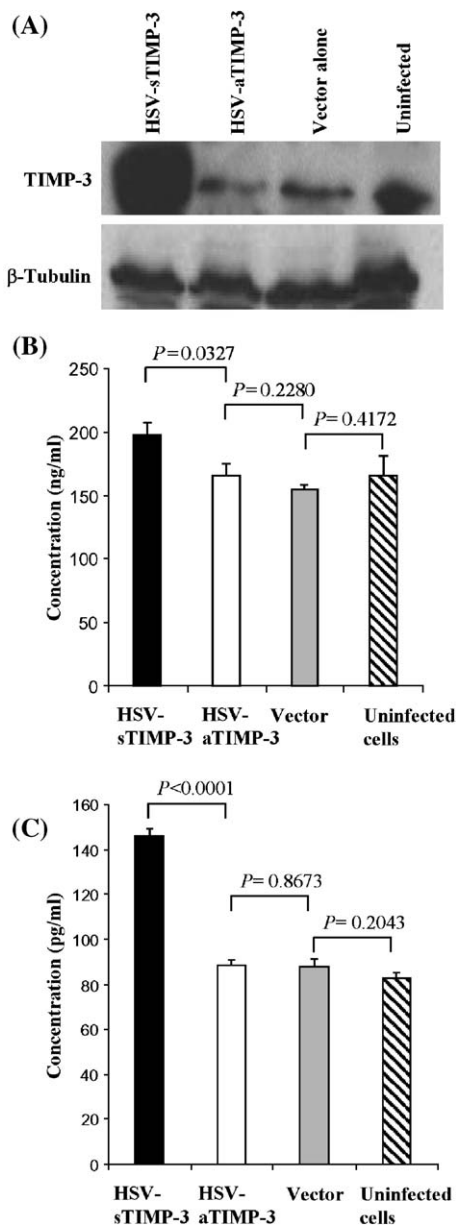 (A)
HSV-sTIMP-3
HSV-aTIMP-3
Vector alone
Uninfected
TIMP-3
β-Tubulin
(B)
P=0.0327
P=0.2280
P=0.4172
Concentration (ng/ml)
250
200
150
100
50
0
HSV-
sTIMP-3
HSV-
aTIMP-3
Vector
Uninfected
cells
(C)
P<0.0001
P= 0.8673
P= 0.2043
Concentration (pg/ml)
160
140
120
100
80
60
40
20
0
HSV-
sTIMP-3
HSV-
aTIMP-3
Vector
Uninfected
cells